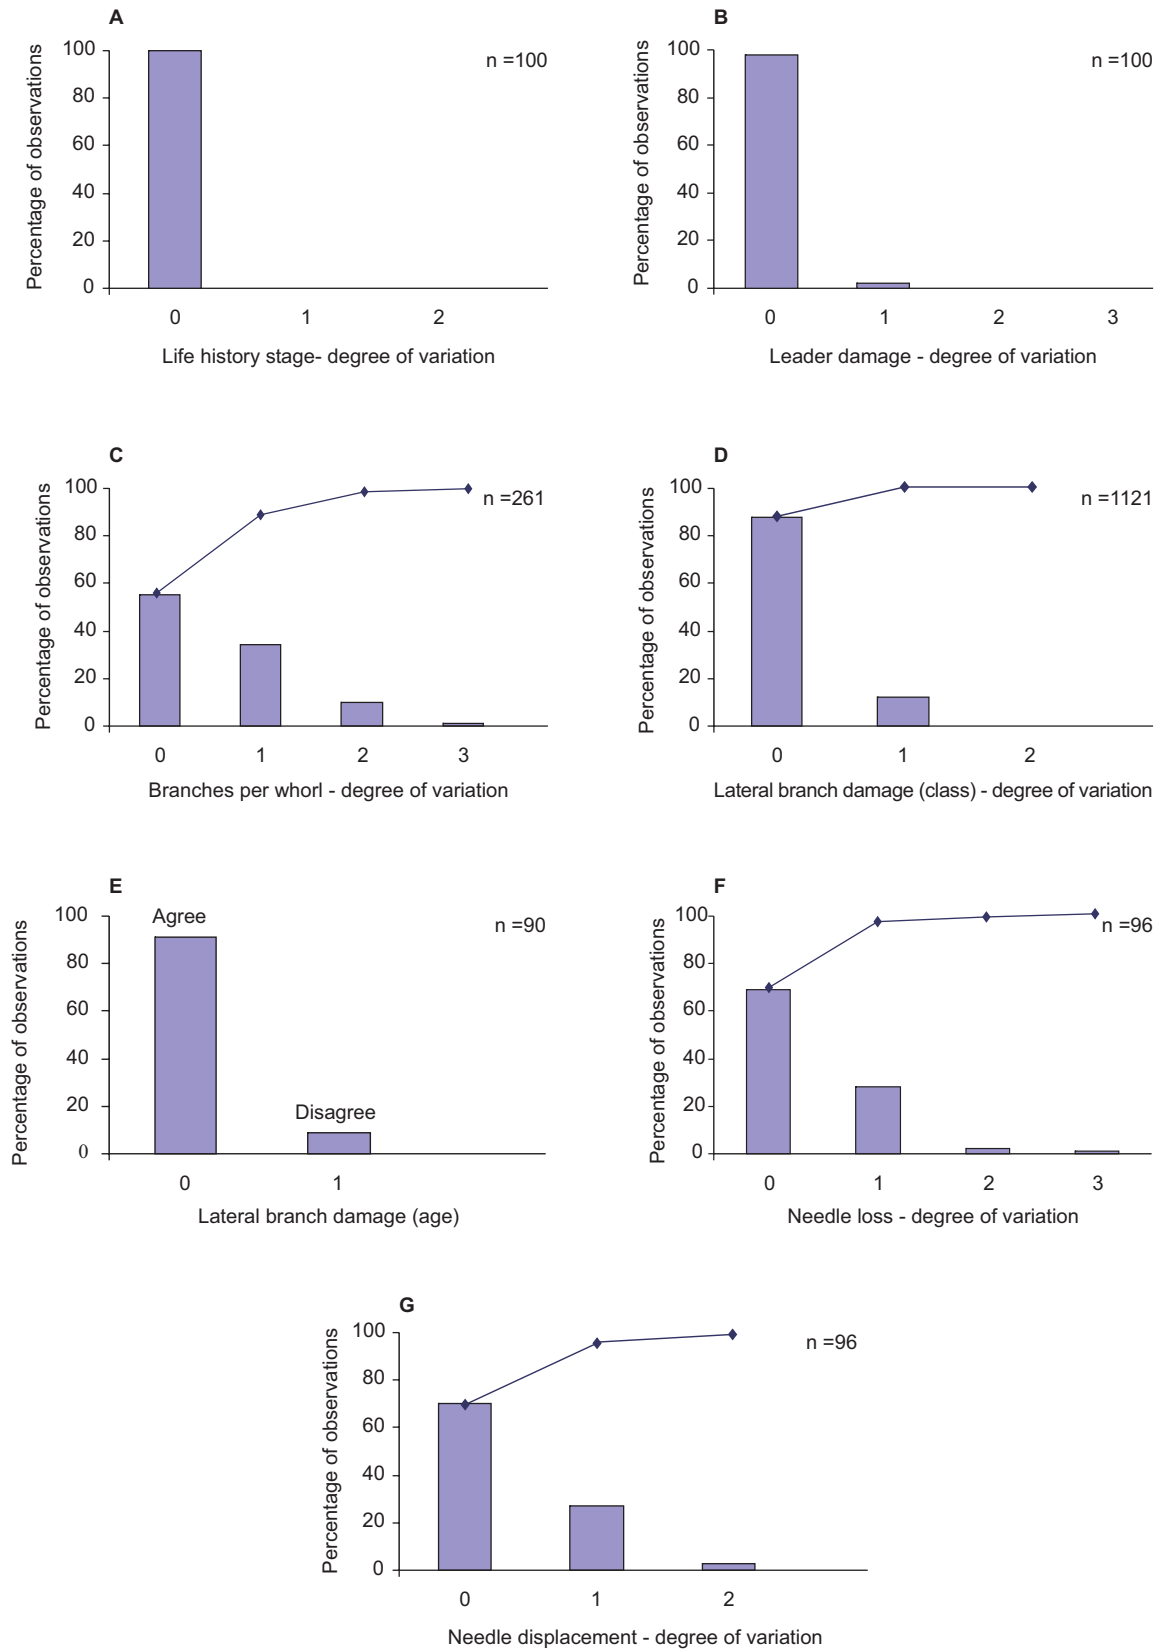 A
Percentage of observations
100
80
60
40
20
0
n =100
0 1 2
Life history stage- degree of variation
B
Percentage of observations
100
80
60
40
20
0
n =100
0 1 2 3
Leader damage - degree of variation
C
Percentage of observations
100
80
60
40
20
0
n =261
0 1 2 3
Branches per whorl - degree of variation
D
Percentage of observations
100
80
60
40
20
0
n =1121
0 1 2
Lateral branch damage (class) - degree of variation
E
Percentage of observations
100
80
60
40
20
0
Agree
n =90
Disagree
0 1
Lateral branch damage (age)
F
Percentage of observations
100
80
60
40
20
0
n =96
0 1 2 3
Needle loss - degree of variation
G
Percentage of observations
100
80
60
40
20
0
n =96
0 1 2
Needle displacement - degree of variation